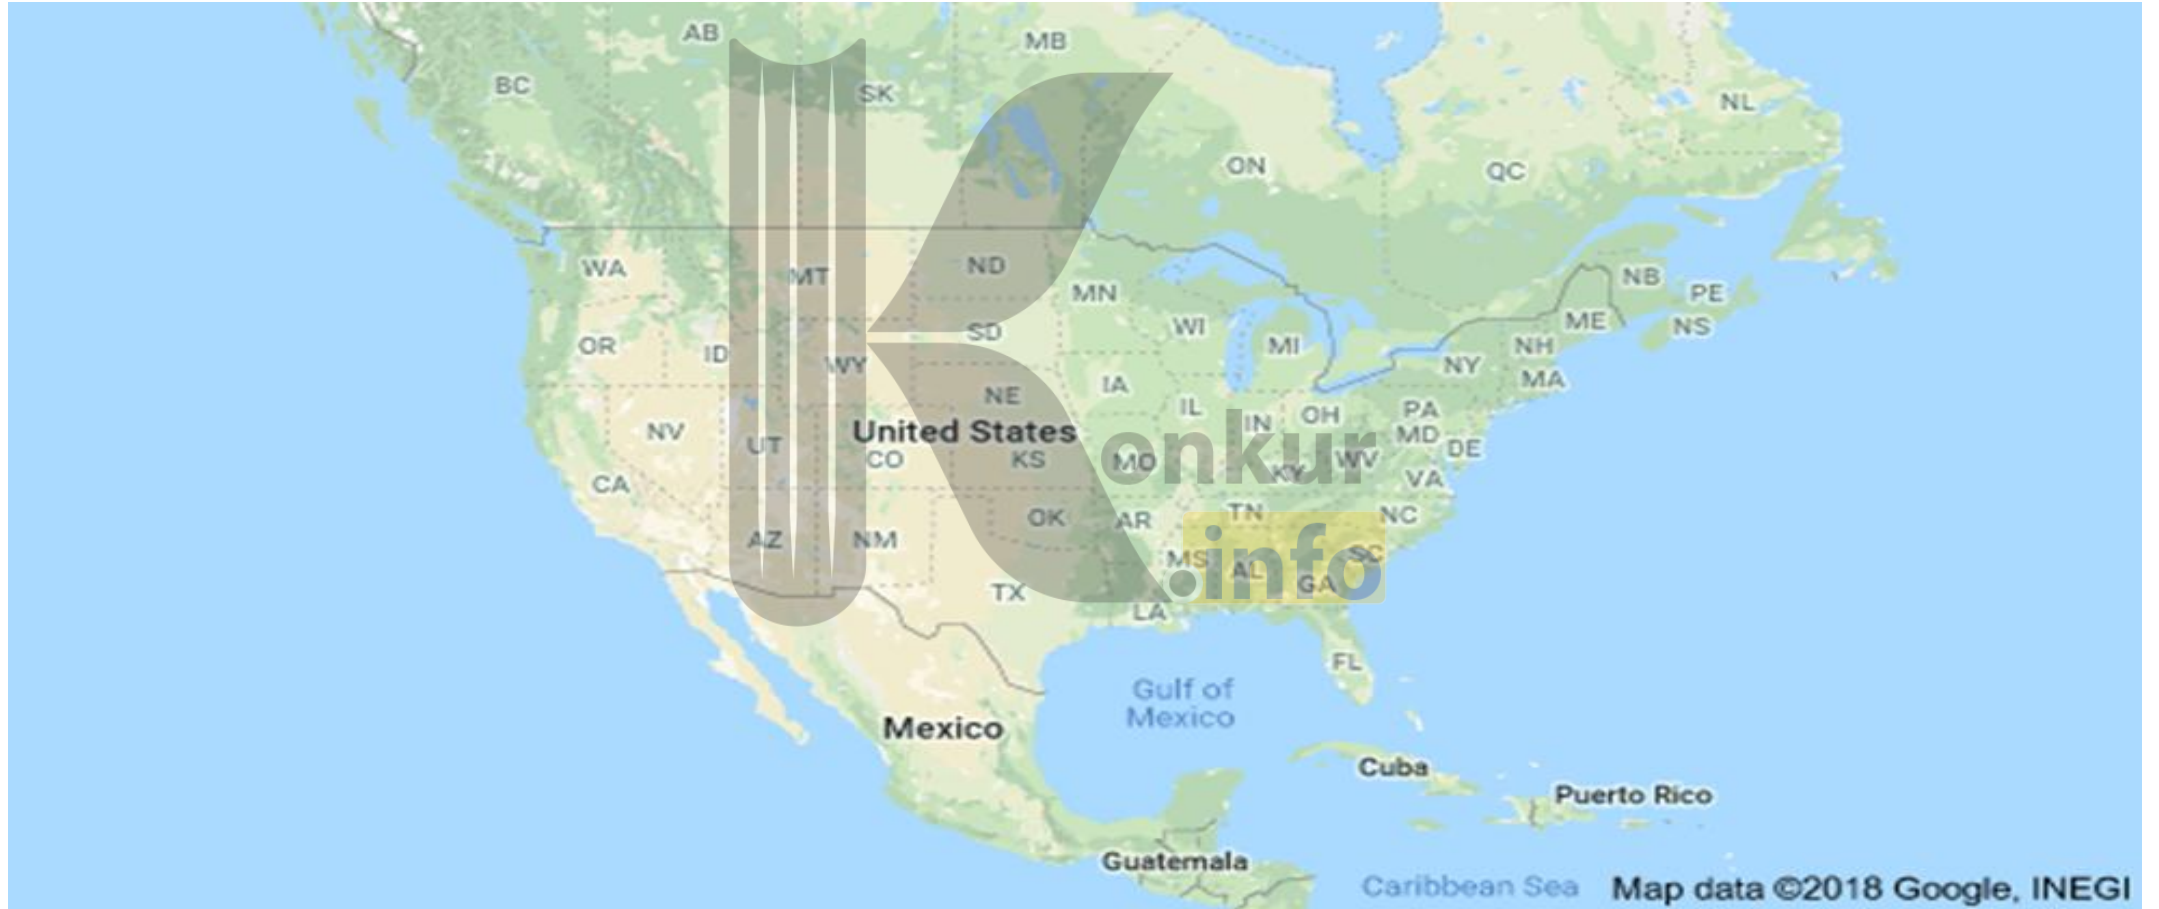 AB
MB
BC
SK
NL
ON
QC
WA
MT
ND
MN
NB
PE
OR
ID
WY
SD
WI
MI
ME
NS
NY
NH
MA
NE
IA
IL
IN
OH
PA
MD
DE
NV
UT
United States
CO
KS
MO
KY
WV
VA
CA
onkur
AZ
NM
OK
AR
TN
NC
MS
AL
GA
SC
.info
TX
LA
FL
Gulf of
Mexico
Mexico
Cuba
Puerto Rico
Guatemala
Caribbean Sea
Map data ©2018 Google, INEGI